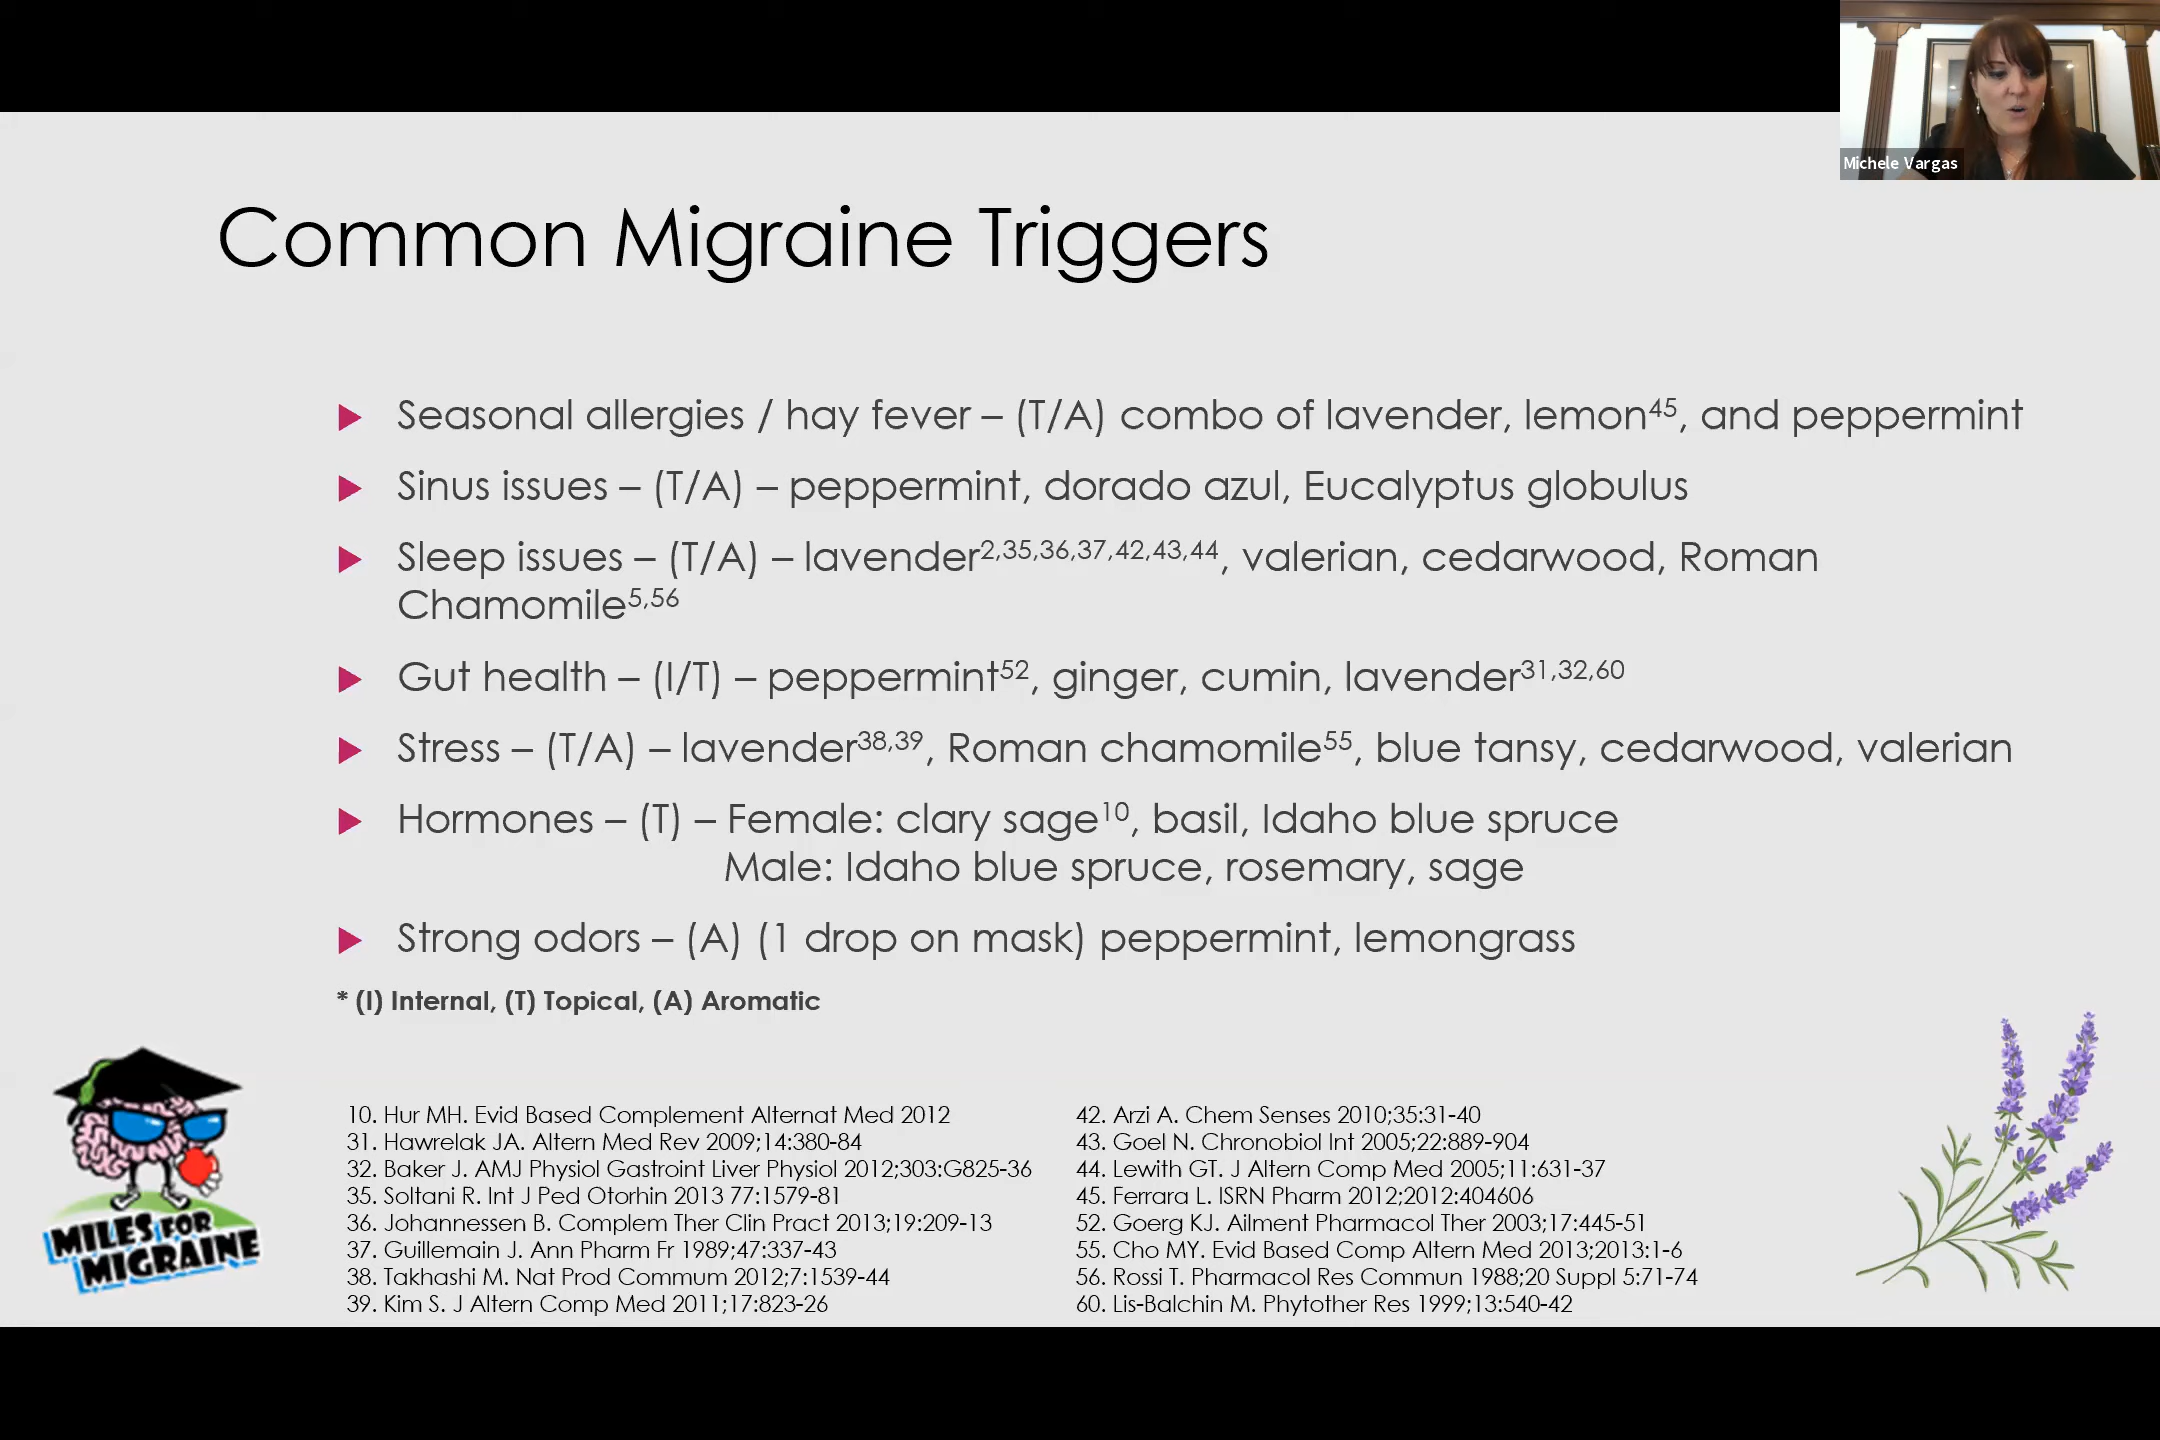 Michele Vargas
Common Migraine Triggers
Seasonal allergies / hay fever – (T/A) combo of lavender, lemon45, and peppermint
Sinus issues – (T/A) – peppermint, dorado azul, Eucalyptus globulus
Sleep issues – (T/A) – lavender2,35,36,37,42,43,44, valerian, cedarwood, Roman
Chamomile5,56
Gut health – (I/T) – peppermint52, ginger, cumin, lavender31,32,60
Stress – (T/A) – lavender38,39, Roman chamomile55, blue tansy, cedarwood, valerian
Hormones – (T) – Female: clary sage10, basil, Idaho blue spruce
Male: Idaho blue spruce, rosemary, sage
Strong odors – (A) (1 drop on mask) peppermint, lemongrass
* (I) Internal, (T) Topical, (A) Aromatic
10. Hur MH. Evid Based Complement Alternat Med 2012
31. Hawrelak JA. Altern Med Rev 2009;14:380-84
32. Baker J. AMJ Physiol Gastroint Liver Physiol 2012;303:G825-36
35. Soltani R. Int J Ped Otorhin 2013 77:1579-81
36. Johannessen B. Complem Ther Clin Pract 2013;19:209-13
37. Guillemain J. Ann Pharm Fr 1989;47:337-43
38. Takhashi M. Nat Prod Commum 2012;7:1539-44
39. Kim S. J Altern Comp Med 2011;17:823-26
42. Arzi A. Chem Senses 2010;35:31-40
43. Goel N. Chronobiol Int 2005;22:889-904
44. Lewith GT. J Altern Comp Med 2005;11:631-37
45. Ferrara L. ISRN Pharm 2012;2012:404606
52. Goerg KJ. Ailment Pharmacol Ther 2003;17:445-51
55. Cho MY. Evid Based Comp Altern Med 2013;2013:1-6
56. Rossi T. Pharmacol Res Commun 1988;20 Suppl 5:71-74
60. Lis-Balchin M. Phytother Res 1999;13:540-42
MILES FOR
MIGRAINE